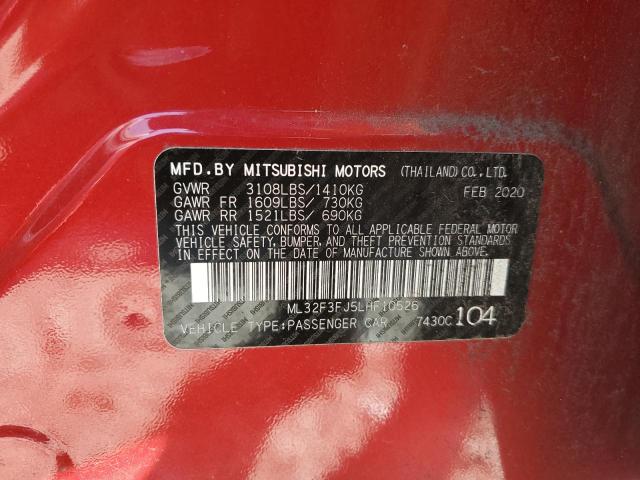 MFD.BY MITSUBISHI MOTORS (THAILAND) CO.,LTD.
GVWR 3108LBS/1410KG FEB 2020
GAWR FR 1609LBS/ 730KG
GAWR RR 1521LBS/ 690KG
THIS VEHICLE CONFORMS TO ALL APPLICABLE FEDERAL MOTOR
VEHICLE SAFETY, BUMPER, AND THEFT PREVENTION STANDARDS
IN EFFECT ON THE DATE OF MANUFACTURE SHOWN ABOVE.
ML32F3FJ5LHF10526
VEHICLE TYPE:PASSENGER CAR 7430C 104